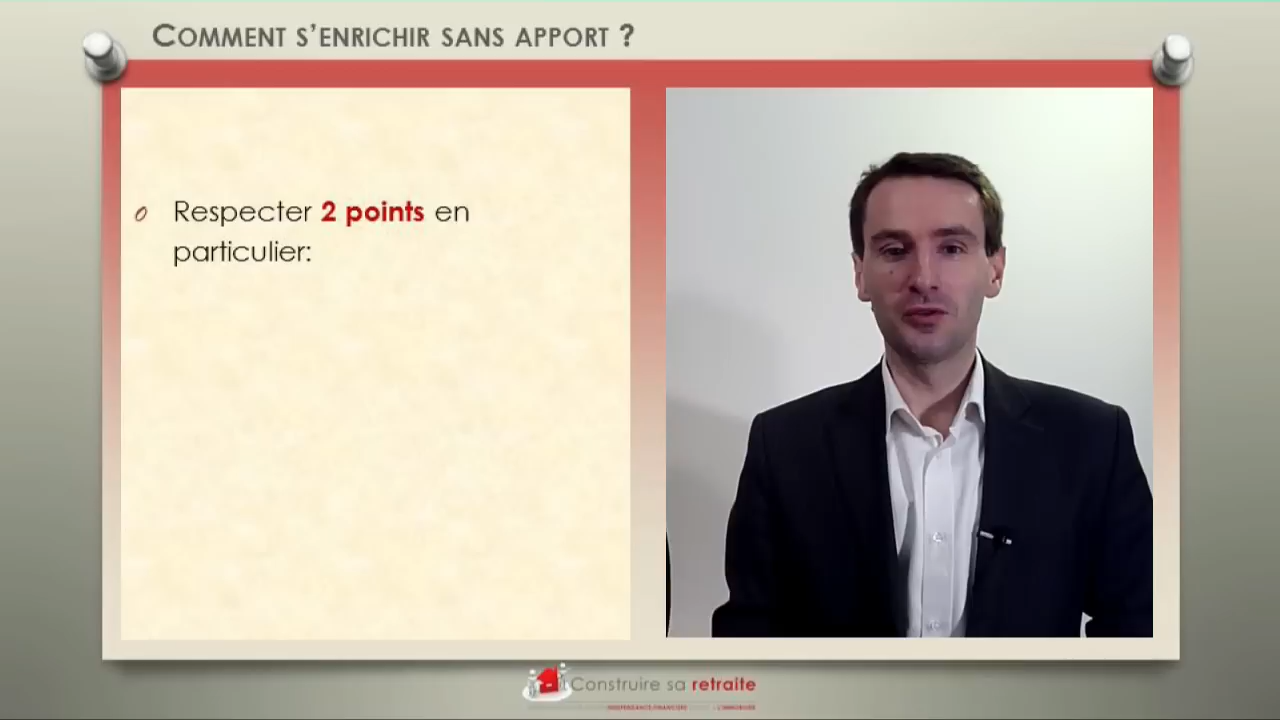 COMMENT S'ENRICHIR SANS APPORT ?
Respecter 2 points en
particulier:
Construire sa retraite